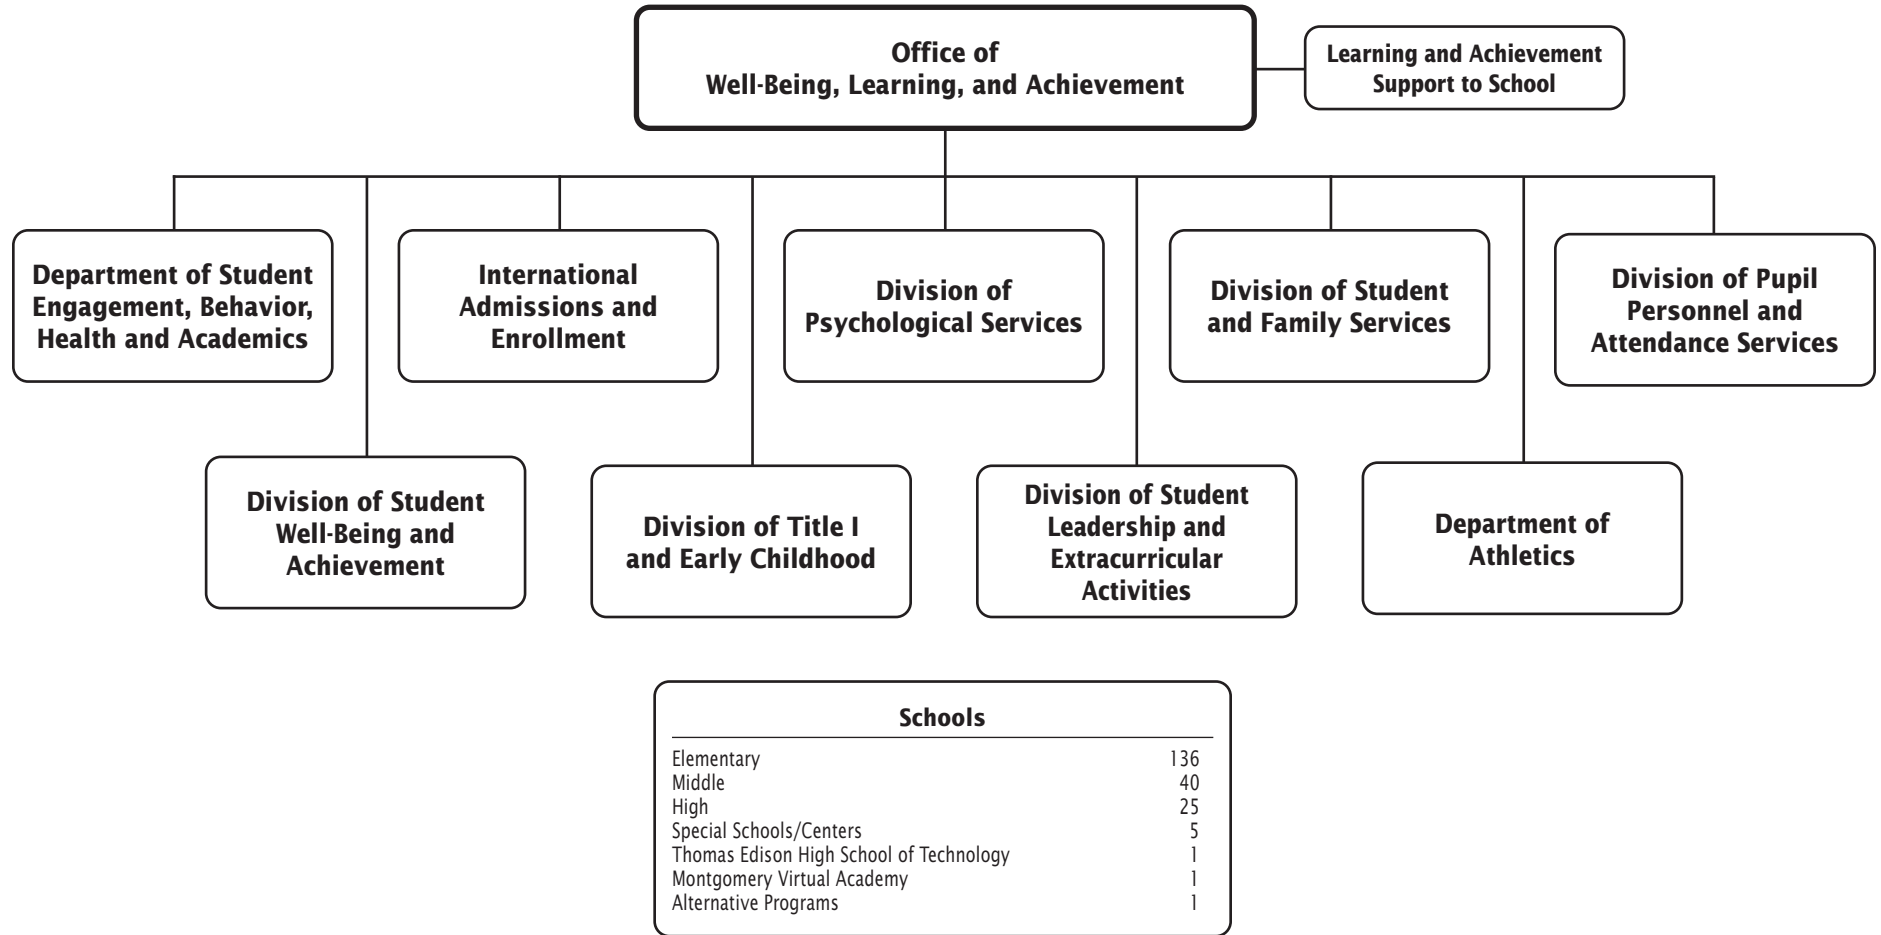 Office of
Well-Being, Learning, and Achievement
Learning and Achievement
Support to School
Department of Student
Engagement, Behavior,
Health and Academics
International
Admissions and
Enrollment
Division of
Psychological Services
Division of Student
and Family Services
Division of Pupil
Personnel and
Attendance Services
Division of Student
Well-Being and
Achievement
Division of Title I
and Early Childhood
Division of Student
Leadership and
Extracurricular
Activities
Department of
Athletics
Schools
Elementary 136
Middle 40
High 25
Special Schools/Centers 5
Thomas Edison High School of Technology 1
Montgomery Virtual Academy 1
Alternative Programs 1